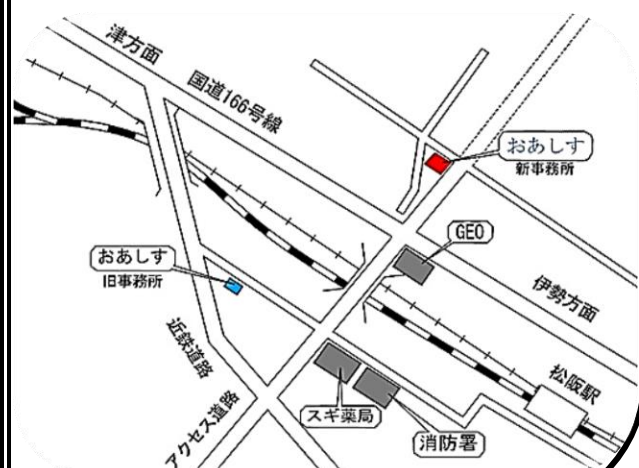 津方面
国道166号線
おあしす
新事務所
GEO
おあしす
旧事務所
伊勢方面
近鉄道路
松阪駅
スギ薬局
アクセス道路
消防署